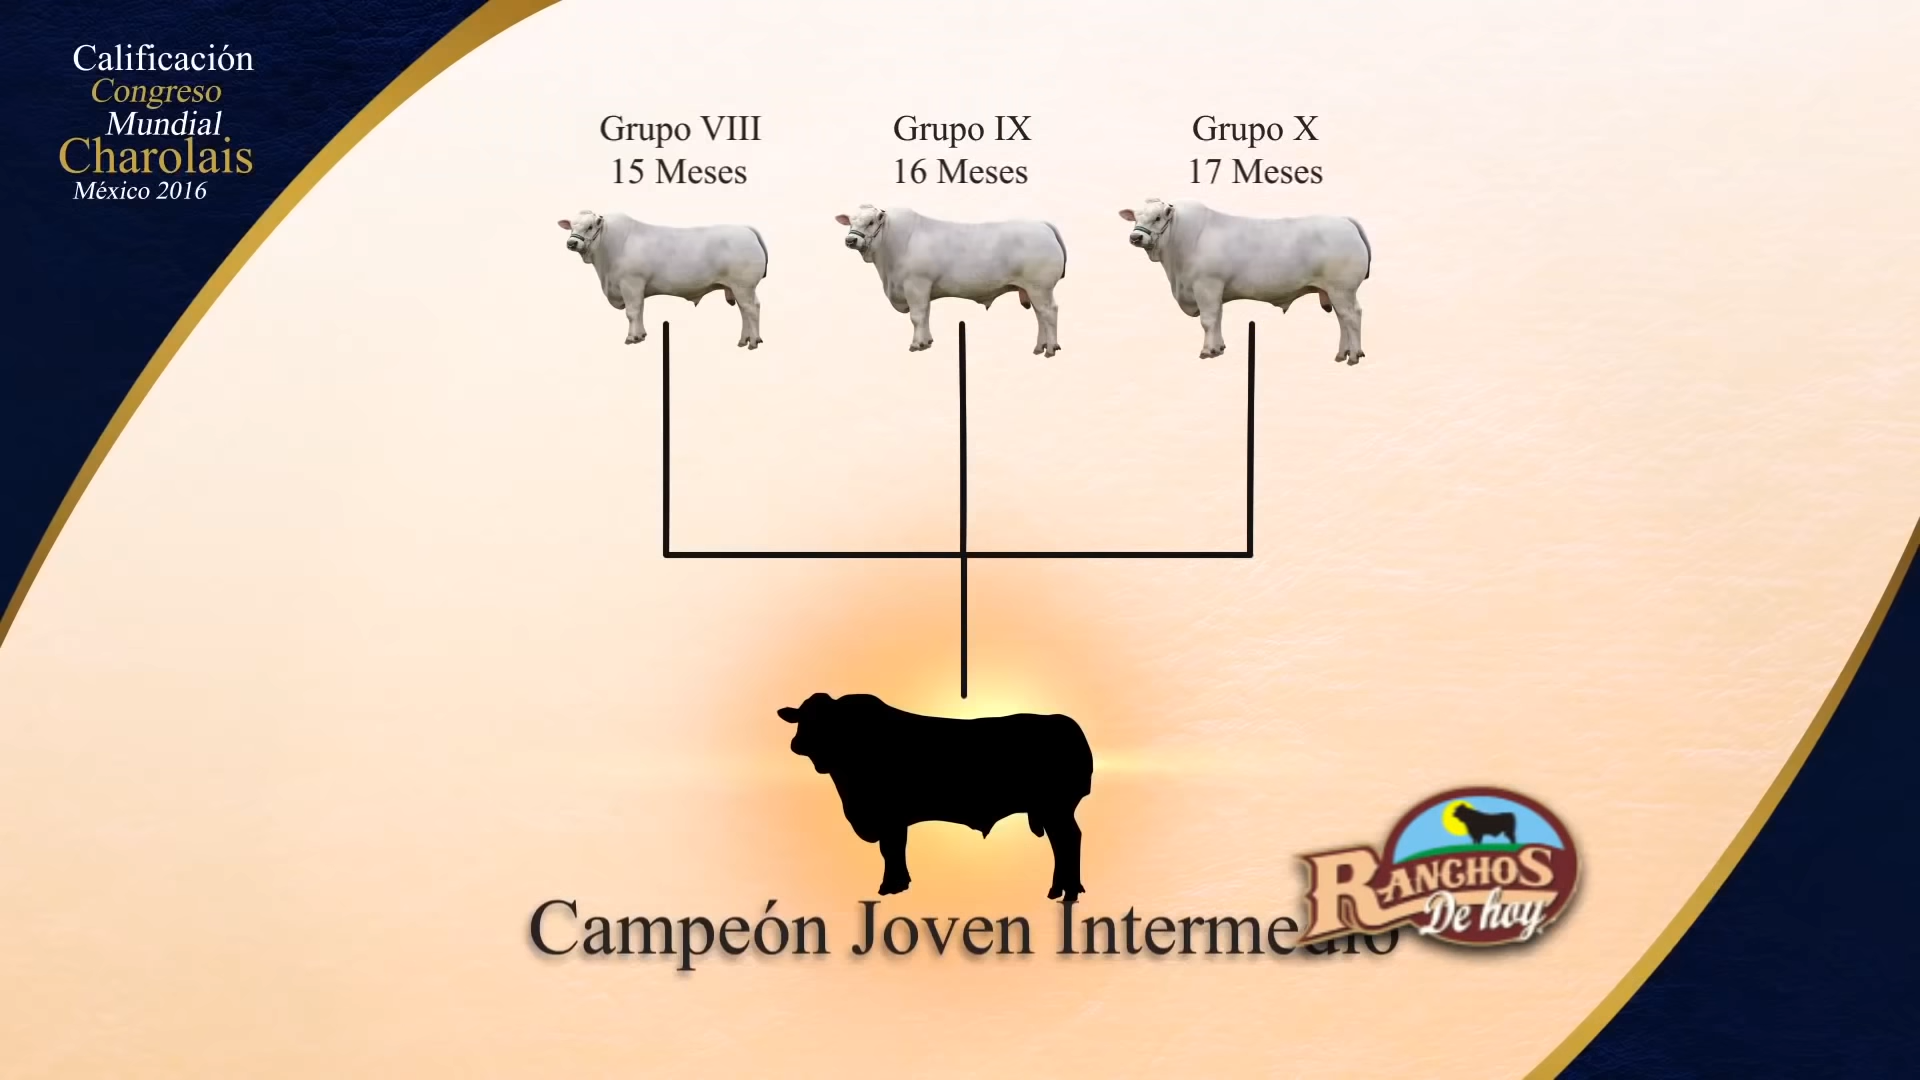 Calificación
Congreso
Mundial
Charolais
México 2016
Grupo VIII
15 Meses
Grupo IX
16 Meses
Grupo X
17 Meses
Campeón Joven Intermedio
RANCHOS
De hoy